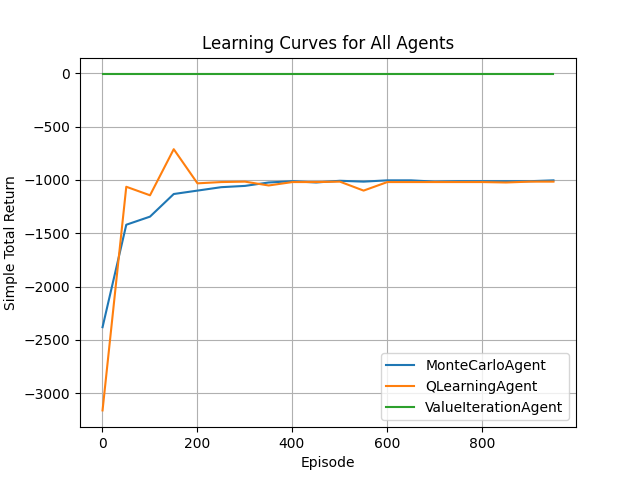 Learning Curves for All Agents
0
−500
−1000
−1500
−2000
−2500
−3000
Simple Total Return
0
200
400
600
800
Episode
MonteCarloAgent
QLearningAgent
ValueIterationAgent